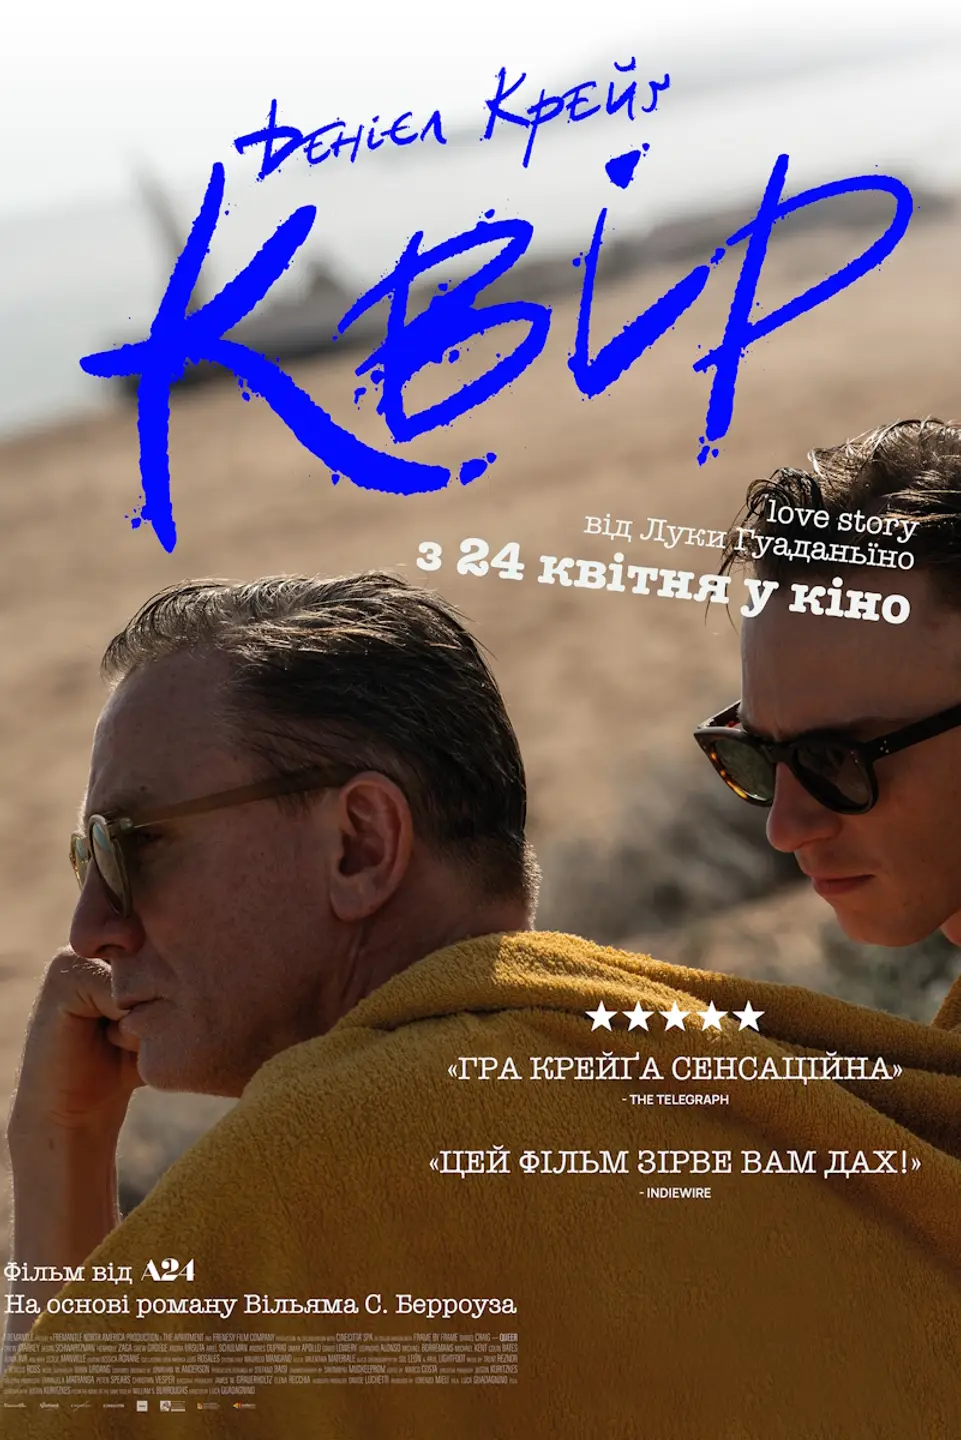 Деніел Крейґ
Квір
love story
від Луки Гуаданьїно
з 24 квітня у кіно
★★★★★
«ГРА КРЕЙҐА СЕНСАЦІЙНА»
- THE TELEGRAPH
«ЦЕЙ ФІЛЬМ ЗІРВЕ ВАМ ДАХ!»
- INDIEWIRE
Фільм від A24
На основі роману Вільяма С. Берроуза